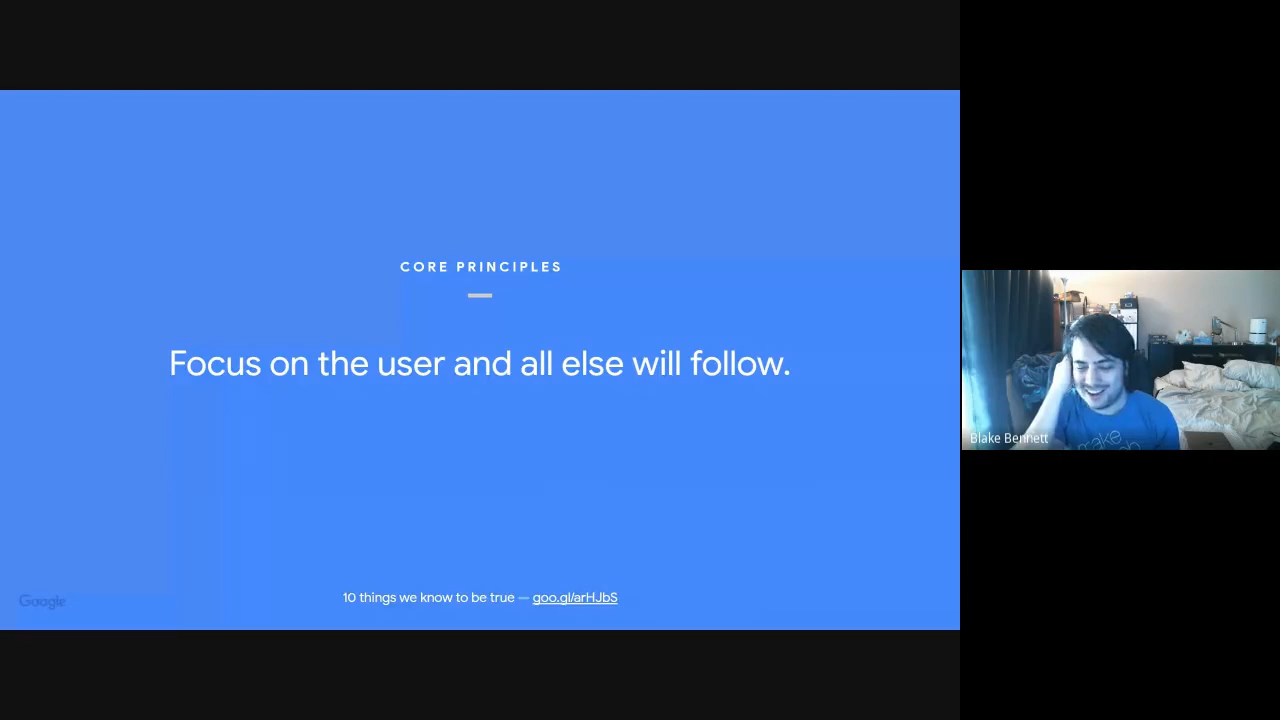 CORE PRINCIPLES
Focus on the user and all else will follow.
10 things we know to be true — goo.gl/arHJbS
Google
Blake Bennett
make